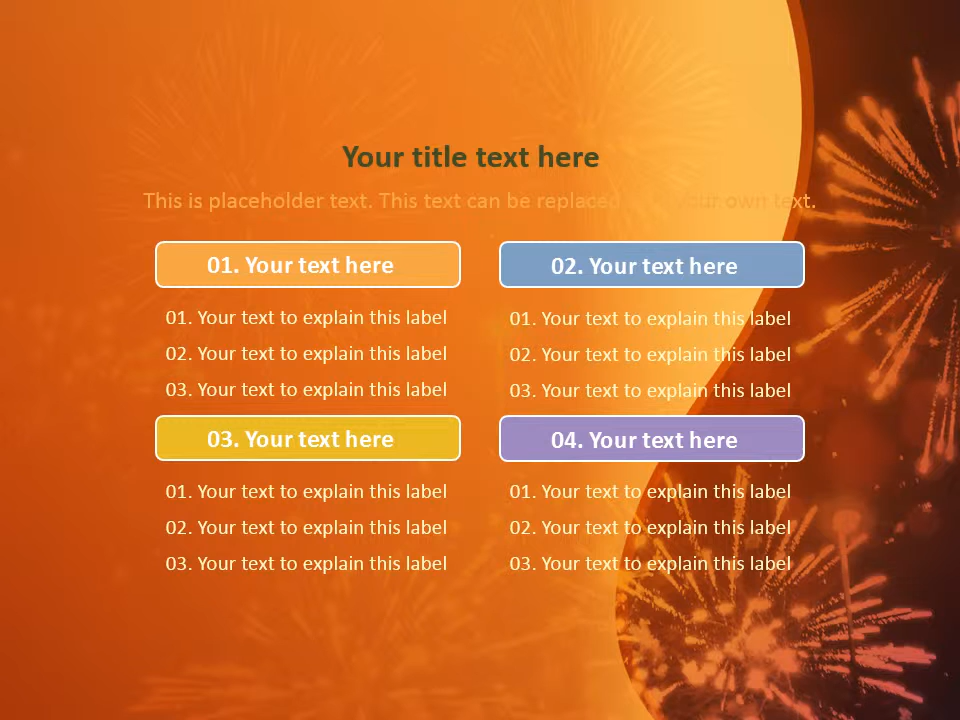 Your title text here
This is placeholder text. This text can be replaced with your own text.
01. Your text here
02. Your text here
01. Your text to explain this label
02. Your text to explain this label
03. Your text to explain this label
01. Your text to explain this label
02. Your text to explain this label
03. Your text to explain this label
03. Your text here
04. Your text here
01. Your text to explain this label
02. Your text to explain this label
03. Your text to explain this label
01. Your text to explain this label
02. Your text to explain this label
03. Your text to explain this label